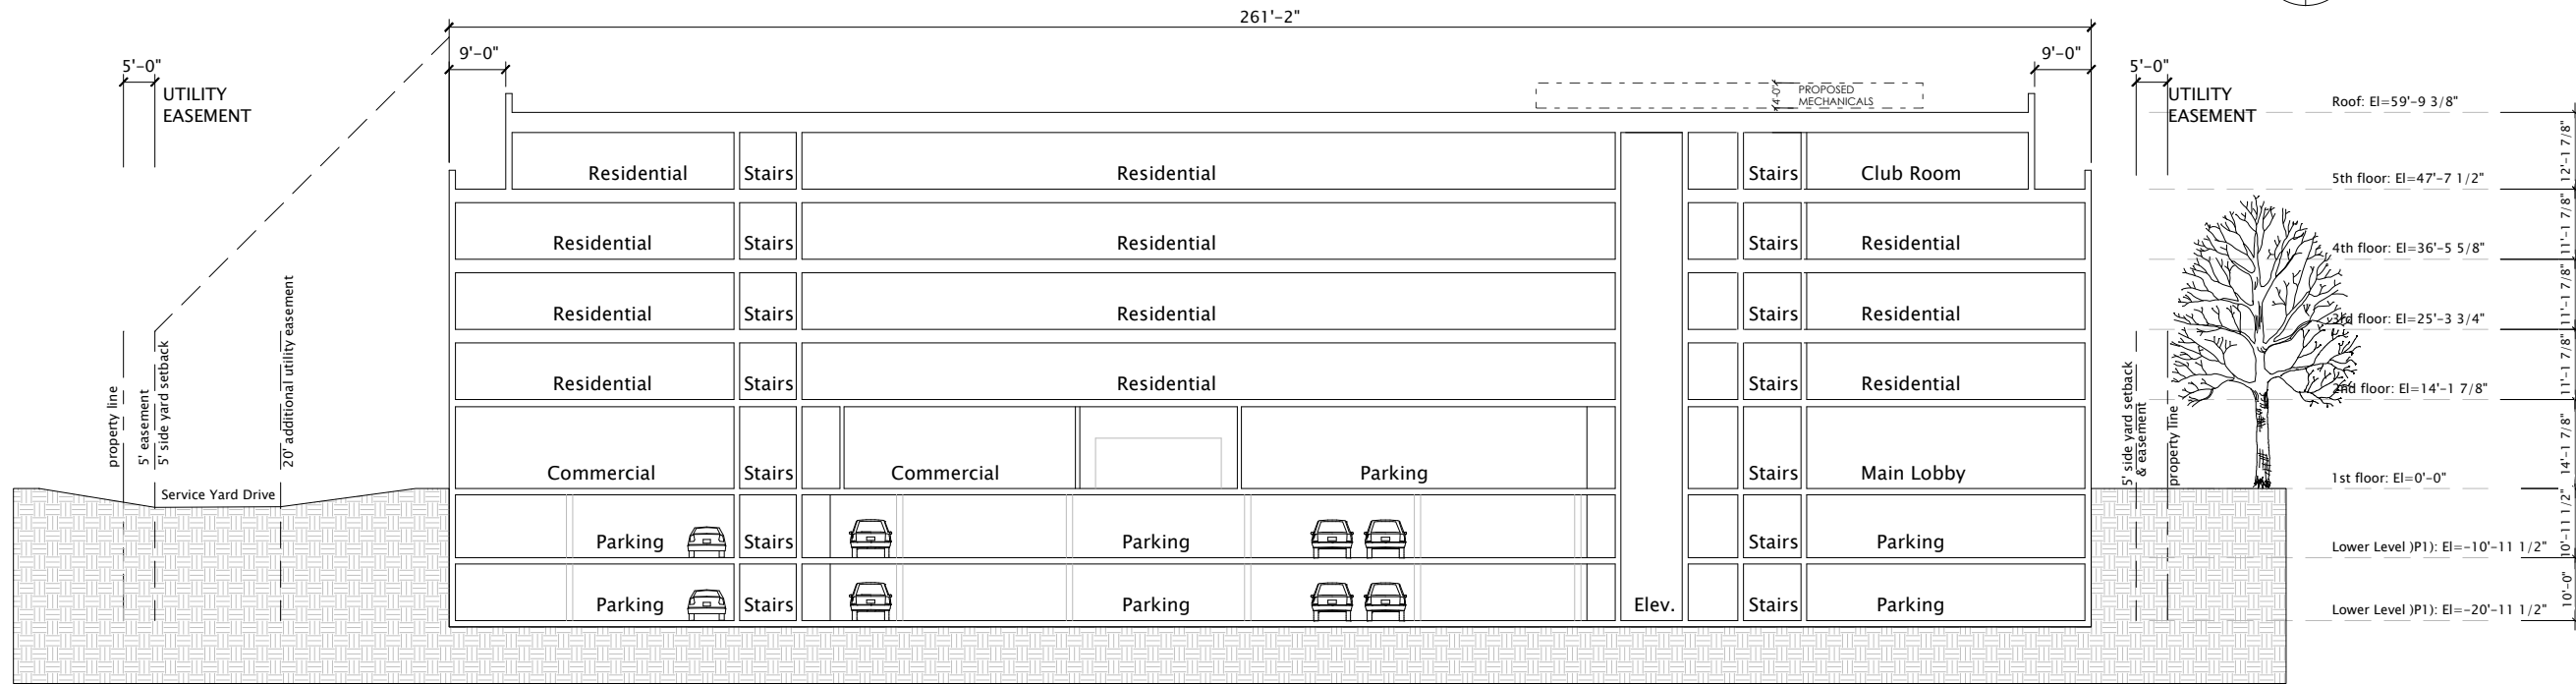 261'-2"
9'-0"
9'-0"
5'-0"
5'-0"
UTILITY
EASEMENT
UTILITY
EASEMENT
4'-0"
PROPOSED
MECHANICALS
Roof: El=59'-9 3/8"
12'-1 7/8"
Residential
Stairs
Residential
Stairs
Club Room
5th floor: El=47'-7 1/2"
11'-1 7/8"
Residential
Stairs
Residential
Stairs
Residential
4th floor: El=36'-5 5/8"
11'-1 7/8"
Residential
Stairs
Residential
Stairs
Residential
3rd floor: El=25'-3 3/4"
11'-1 7/8"
Residential
Stairs
Residential
Stairs
Residential
2nd floor: El=14'-1 7/8"
14'-1 7/8"
property line
5' easement
5' side yard setback
20' additional utility easement
Commercial
Stairs
Commercial
Parking
Stairs
Main Lobby
5' side yard setback
& easement
property line
1st floor: El=0'-0"
Service Yard Drive
10'-11 1/2"
Parking
Stairs
Parking
Stairs
Parking
Lower Level )P1): El=-10'-11 1/2"
10'-0"
Parking
Stairs
Parking
Elev.
Stairs
Parking
Lower Level )P1): El=-20'-11 1/2"